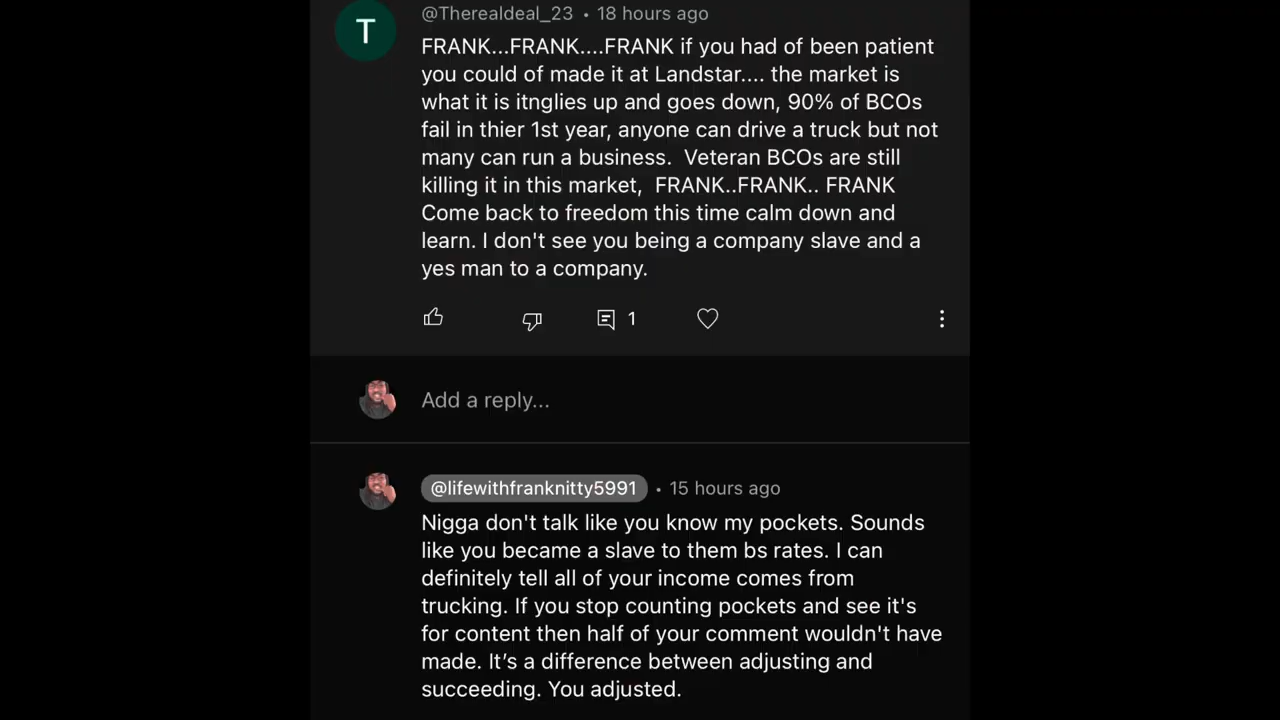 @Therealdeal_23 • 18 hours ago
T
FRANK...FRANK....FRANK if you had of been patient
you could of made it at Landstar.... the market is
what it is itnglies up and goes down, 90% of BCOs
fail in thier 1st year, anyone can drive a truck but not
many can run a business.  Veteran BCOs are still
killing it in this market,  FRANK..FRANK.. FRANK
Come back to freedom this time calm down and
learn. I don't see you being a company slave and a
yes man to a company.
1
Add a reply...
@lifewithfranknitty5991 • 15 hours ago
Nigga don't talk like you know my pockets. Sounds
like you became a slave to them bs rates. I can
definitely tell all of your income comes from
trucking. If you stop counting pockets and see it's
for content then half of your comment wouldn't have
made. It’s a difference between adjusting and
succeeding. You adjusted.